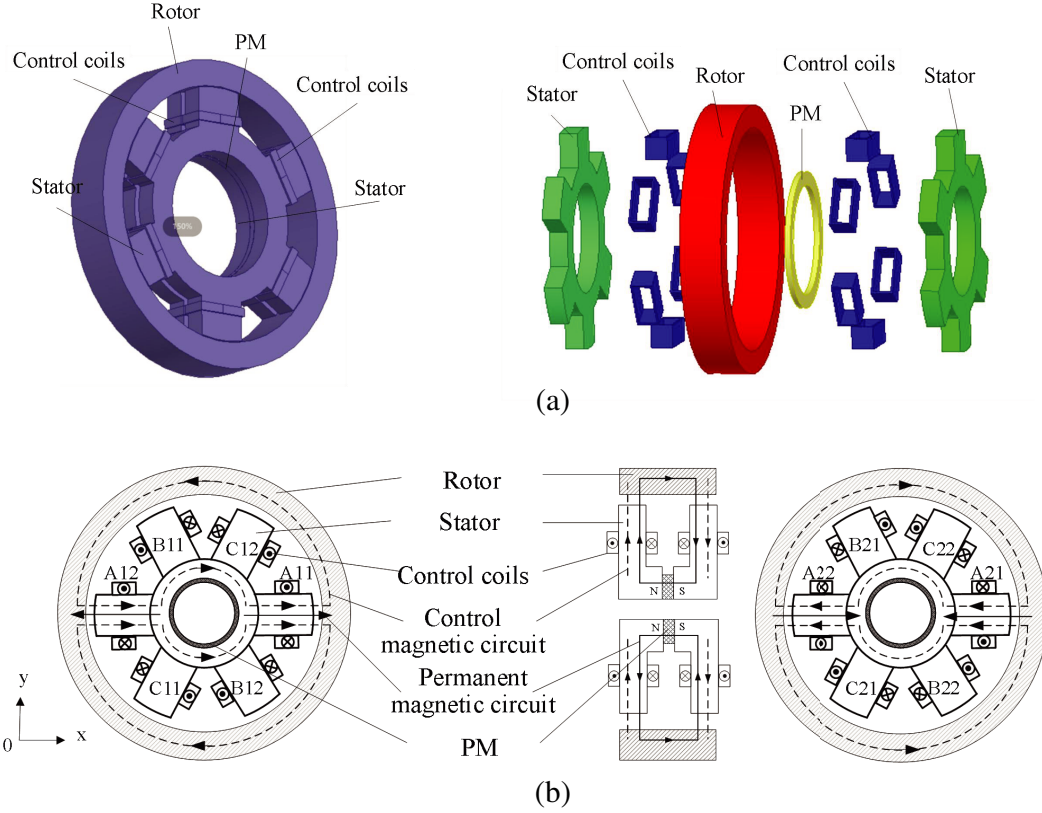 Rotor
PM
Control coils
Control coils
Stator
Stator
150%
Control coils
Rotor
Control coils
Stator
PM
Stator
(a)
Rotor
Stator
Control coils
Control
magnetic circuit
Permanent
magnetic circuit
PM
B11
C12
A12
A11
C11
B12
y
0
x
N
S
N
S
B21
C22
A22
A21
C21
B22
(b)